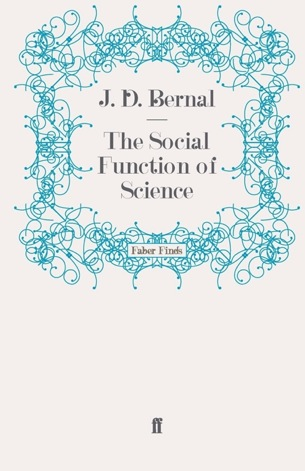 J. D. Bernal
—
The Social
Function of
Science
Faber Finds
ff